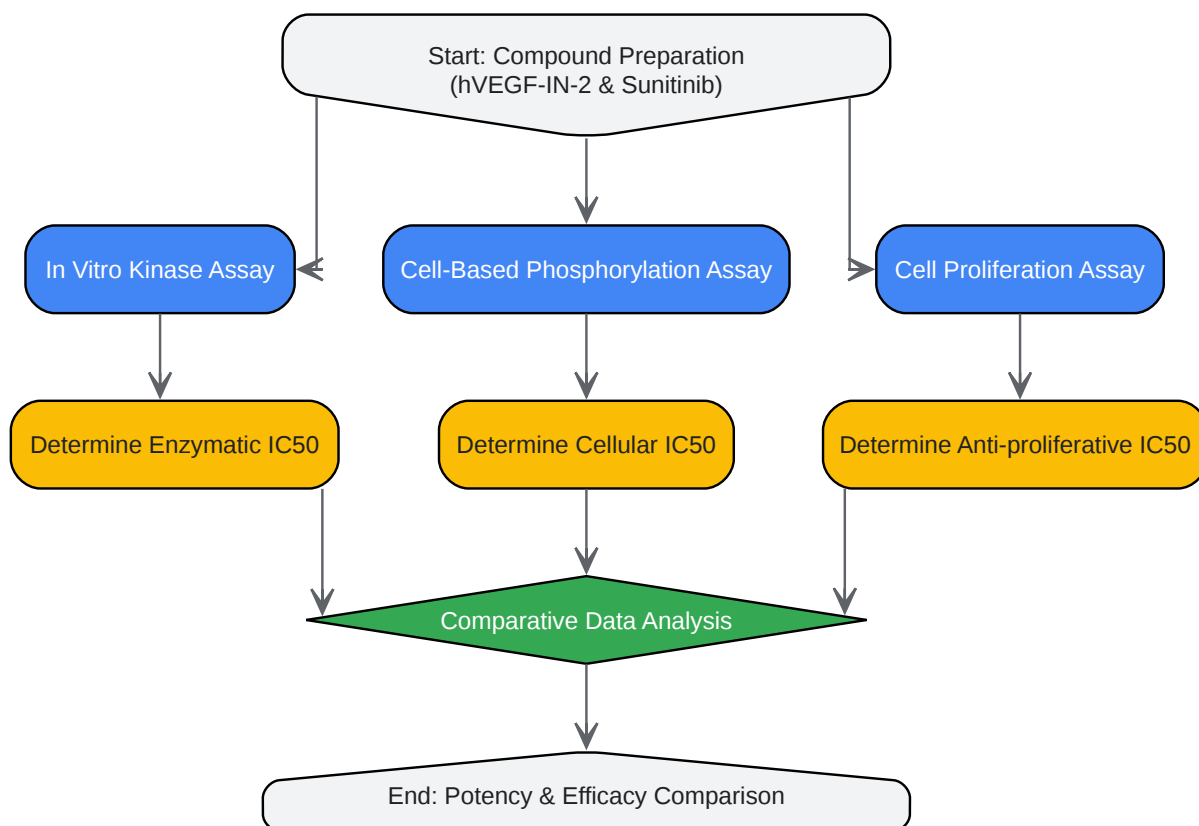 Start: Compound Preparation
(hVEGF-IN-2 & Sunitinib)
In Vitro Kinase Assay
Cell-Based Phosphorylation Assay
Cell Proliferation Assay
Determine Enzymatic IC50
Determine Cellular IC50
Determine Anti-proliferative IC50
Comparative Data Analysis
End: Potency & Efficacy Comparison